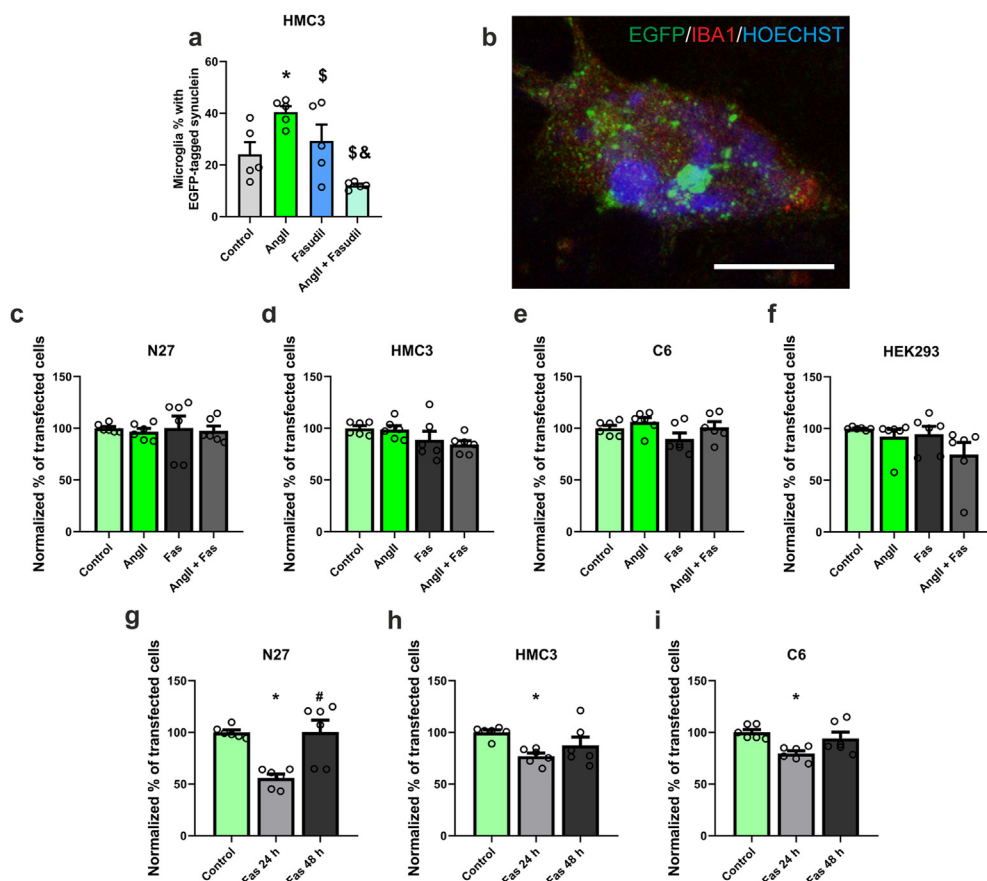 HMC3
a
Microglia % with
EGFP-tagged synuclein
60
40
20
0
*
$
$ &
Control
AngII
Fasudil
AngII + Fasudil
b
EGFP/IBA1/HOECHST
c
N27
Normalized % of transfected cells
150
100
50
0
Control
AngII
Fas
AngII + Fas
d
HMC3
Normalized % of transfected cells
150
100
50
0
Control
AngII
Fas
AngII + Fas
e
C6
Normalized % of transfected cells
150
100
50
0
Control
AngII
Fas
AngII + Fas
f
HEK293
Normalized % of transfected cells
150
100
50
0
Control
AngII
Fas
AngII + Fas
g
N27
Normalized % of transfected cells
150
100
50
0
*
#
Control
Fas 24 h
Fas 48 h
h
HMC3
Normalized % of transfected cells
150
100
50
0
*
Control
Fas 24 h
Fas 48 h
i
C6
Normalized % of transfected cells
150
100
50
0
*
Control
Fas 24 h
Fas 48 h